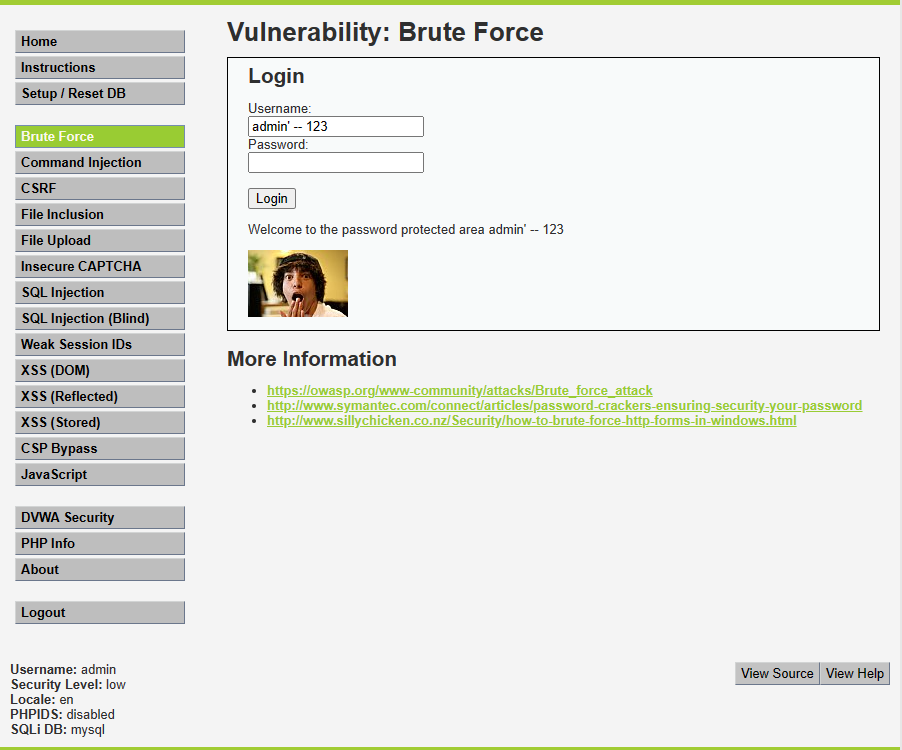 Home
Instructions
Setup / Reset DB
Brute Force
Command Injection
CSRF
File Inclusion
File Upload
Insecure CAPTCHA
SQL Injection
SQL Injection (Blind)
Weak Session IDs
XSS (DOM)
XSS (Reflected)
XSS (Stored)
CSP Bypass
JavaScript
DVWA Security
PHP Info
About
Logout
Vulnerability: Brute Force
Login
Username:
admin' -- 123
Password:
Login
Welcome to the password protected area admin' -- 123
More Information
https://owasp.org/www-community/attacks/Brute_force_attack
http://www.symantec.com/connect/articles/password-crackers-ensuring-security-your-password
http://www.sillychicken.co.nz/Security/how-to-brute-force-http-forms-in-windows.html
Username: admin
Security Level: low
Locale: en
PHPIDS: disabled
SQLi DB: mysql
View Source
View Help